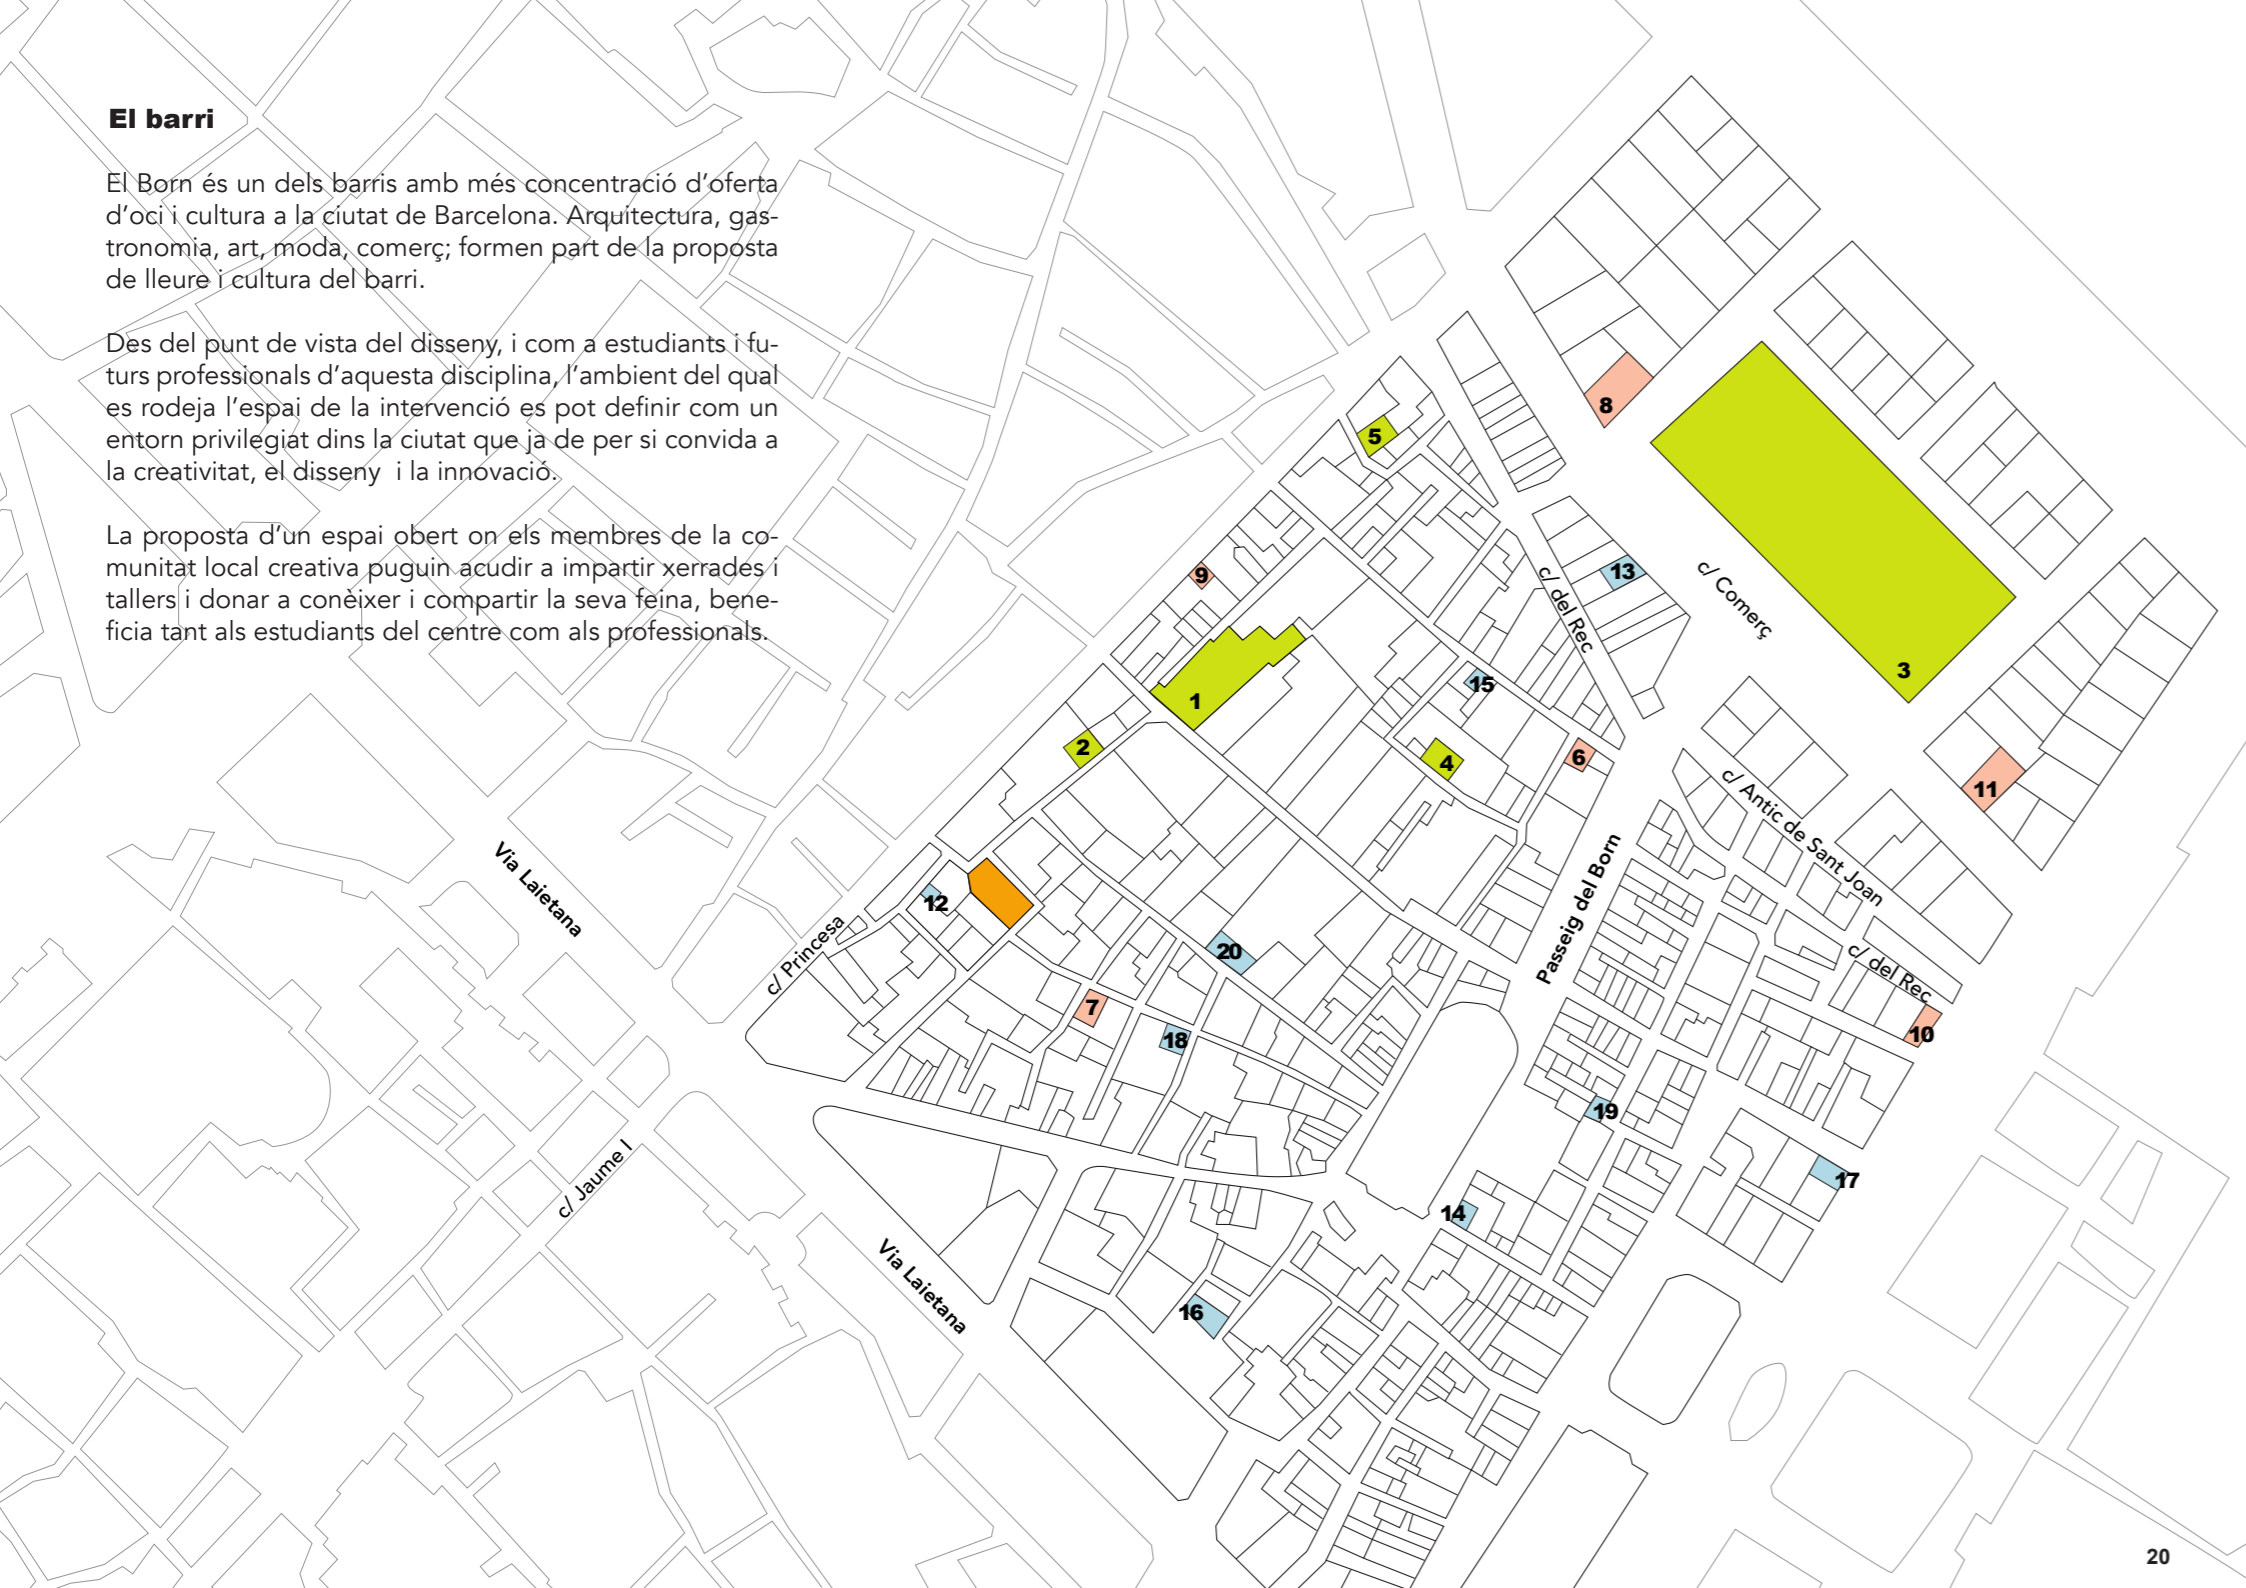 El barri
El Born és un dels barris amb més concentració d'oferta
d'oci i cultura a la ciutat de Barcelona. Arquitectura, gas-
tronomia, art, moda, comerç; formen part de la proposta
de lleure i cultura del barri.
Des del punt de vista del disseny, i com a estudiants i fu-
turs professionals d'aquesta disciplina, l'ambient del qual
es rodeja l'espai de la intervenció es pot definir com un
entorn privilegiat dins la ciutat que ja de per si convida a
la creativitat, el disseny  i la innovació.
La proposta d'un espai obert on els membres de la co-
munitat local creativa puguin acudir a impartir xerrades i
tallers i donar a conèixer i compartir la seva feina, bene-
ficia tant als estudiants del centre com als professionals.
8
5
13
9
c/ del Rec
c/ Comerç
3
15
1
2
4
6
11
c/ Antic de Sant Joan
Via Laietana
Passeig del Born
12
c/ Princesa
20
c/ del Rec
7
18
10
19
c/ Jaume I
17
14
Via Laietana
16
20